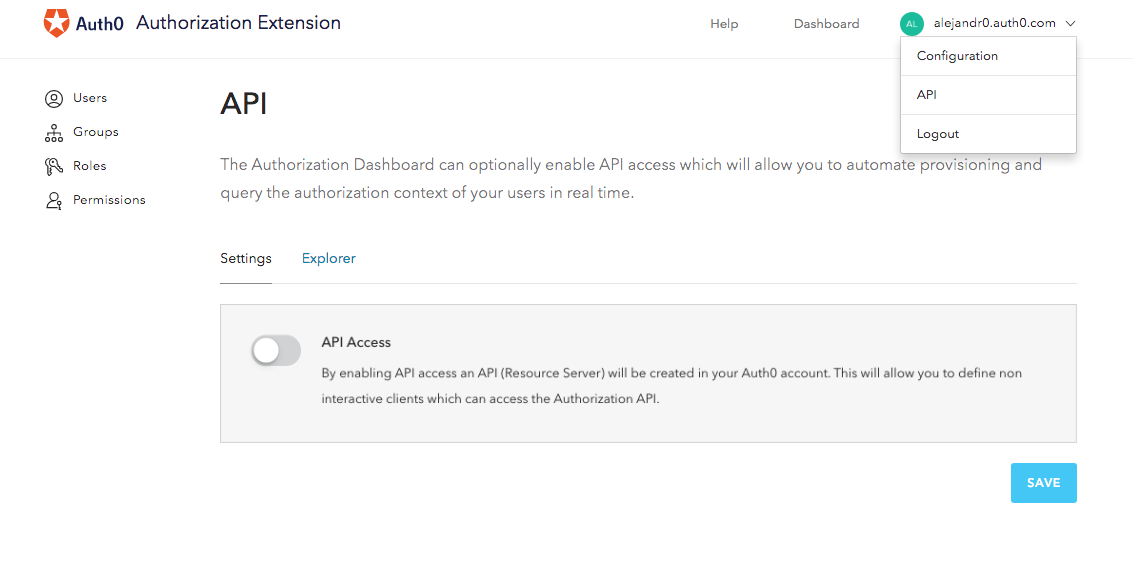 Auth0 Authorization Extension
Help
Dashboard
AL
alejandr0.auth0.com
Configuration
API
Logout
Users
Groups
Roles
Permissions
API
The Authorization Dashboard can optionally enable API access which will allow you to automate provisioning and
query the authorization context of your users in real time.
Settings
Explorer
API Access
By enabling API access an API (Resource Server) will be created in your Auth0 account. This will allow you to define non
interactive clients which can access the Authorization API.
SAVE